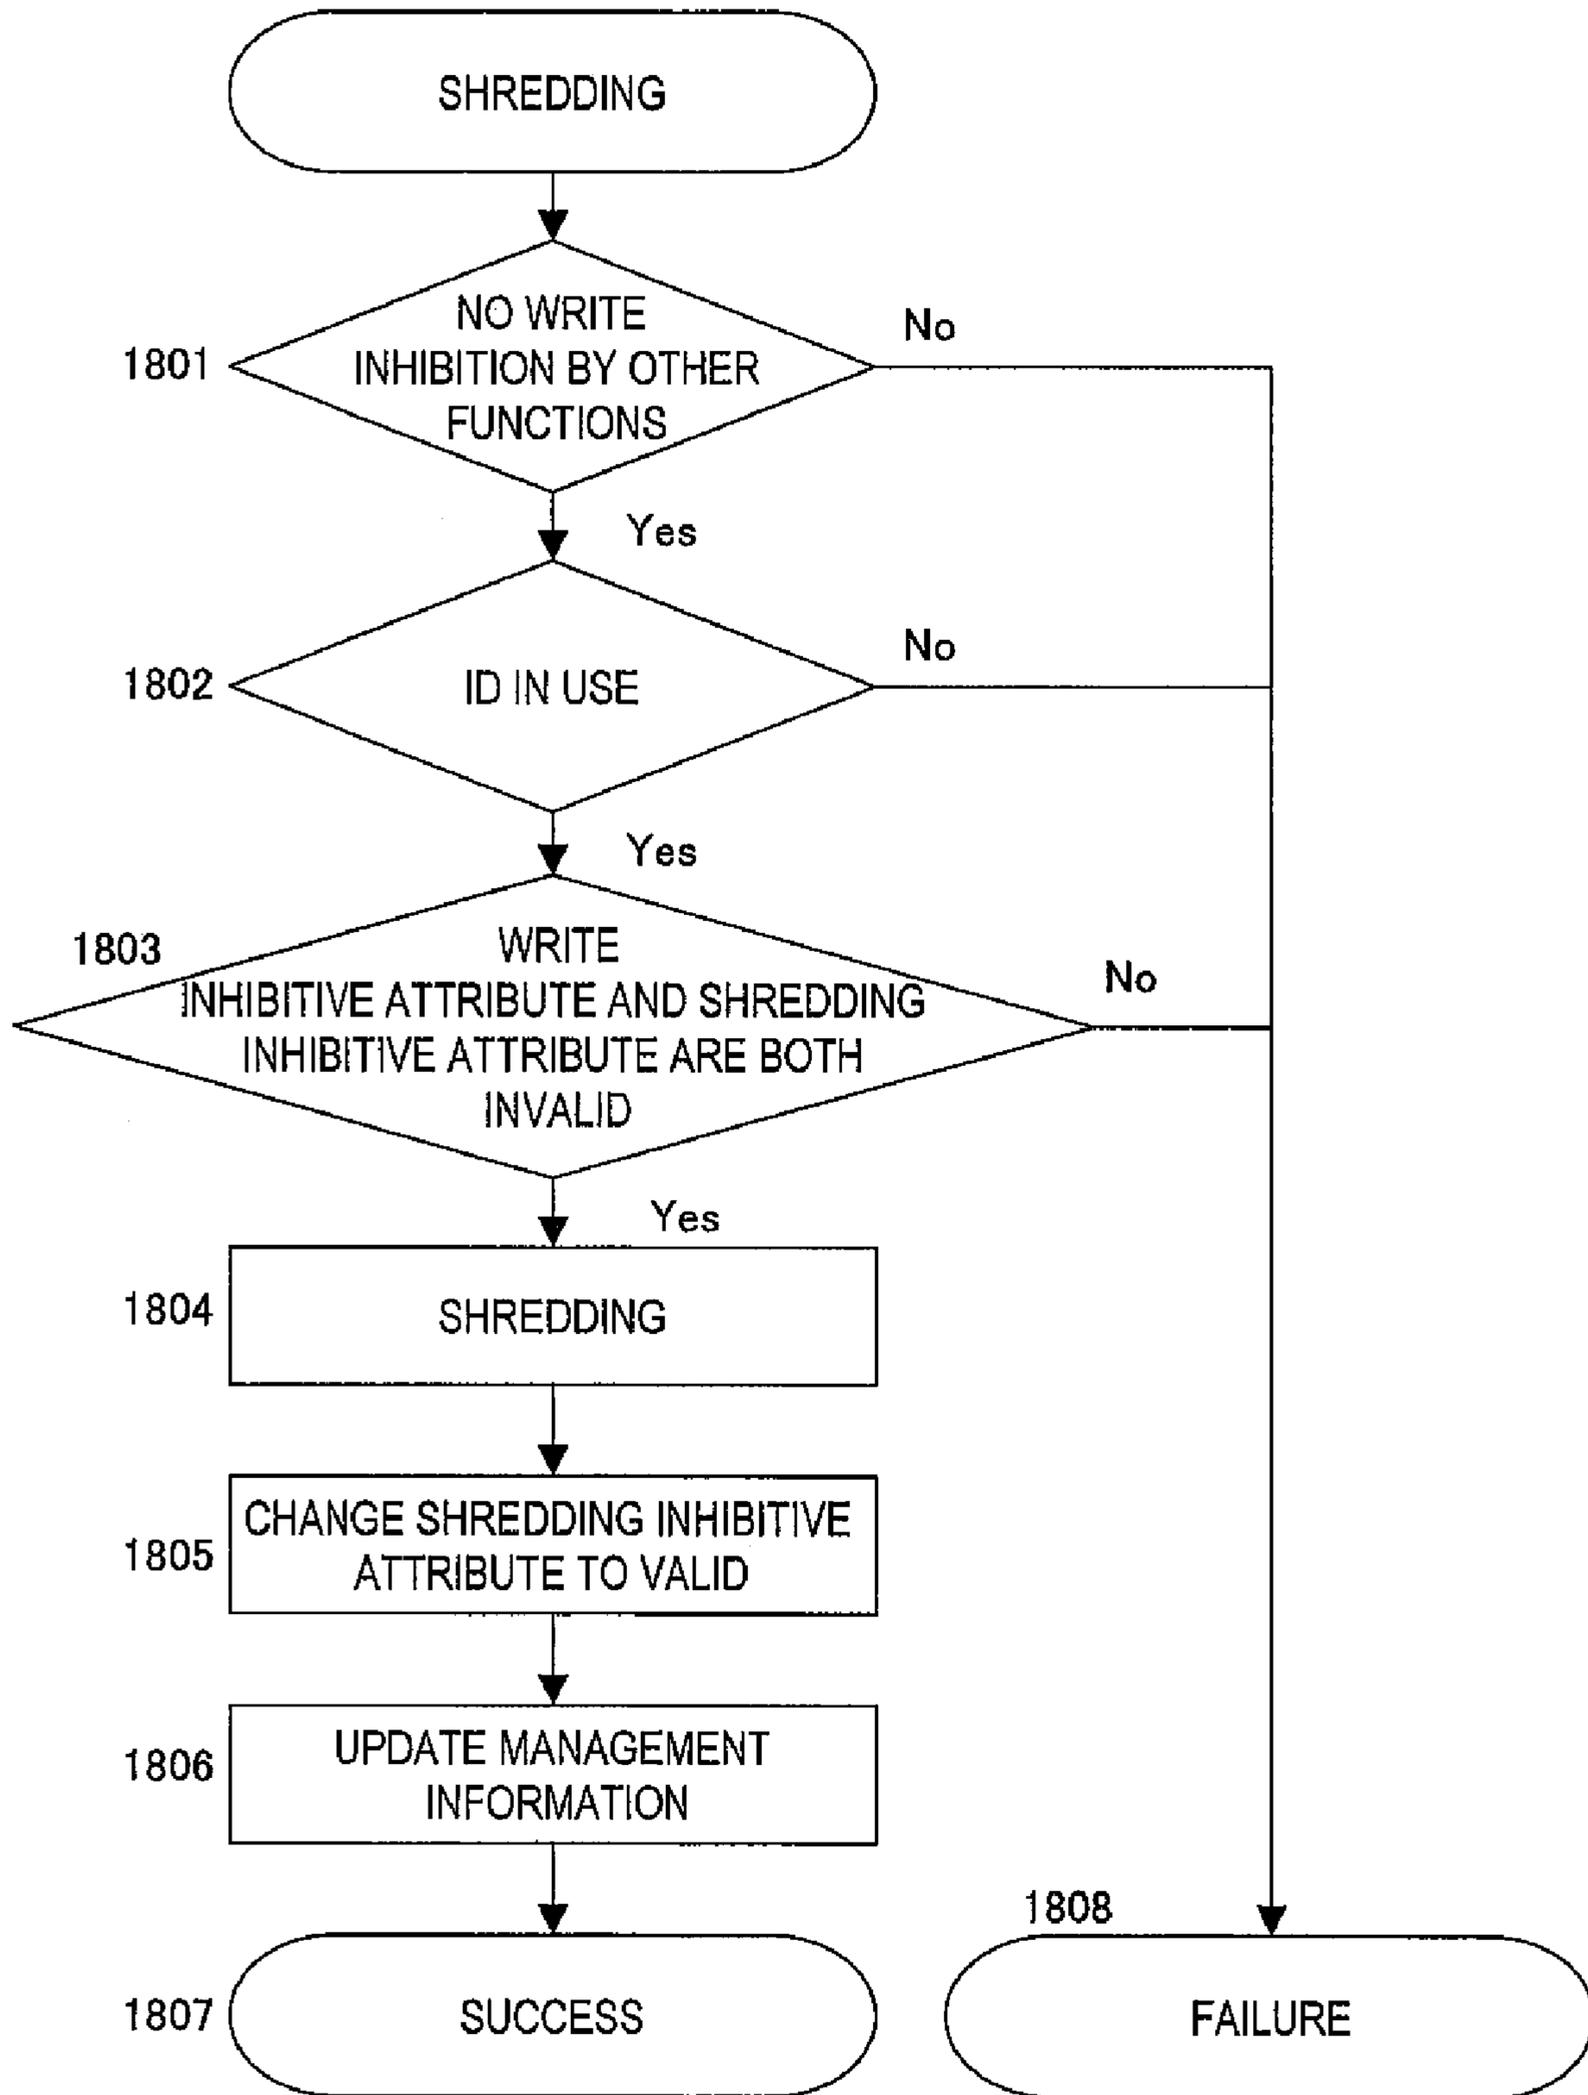 SHREDDING
1801
NO WRITE
INHIBITION BY OTHER
FUNCTIONS
No
Yes
1802
ID IN USE
No
Yes
1803
WRITE
INHIBITIVE ATTRIBUTE AND SHREDDING
INHIBITIVE ATTRIBUTE ARE BOTH
INVALID
No
Yes
1804
SHREDDING
1805
CHANGE SHREDDING INHIBITIVE
ATTRIBUTE TO VALID
1806
UPDATE MANAGEMENT
INFORMATION
1807
SUCCESS
1808
FAILURE